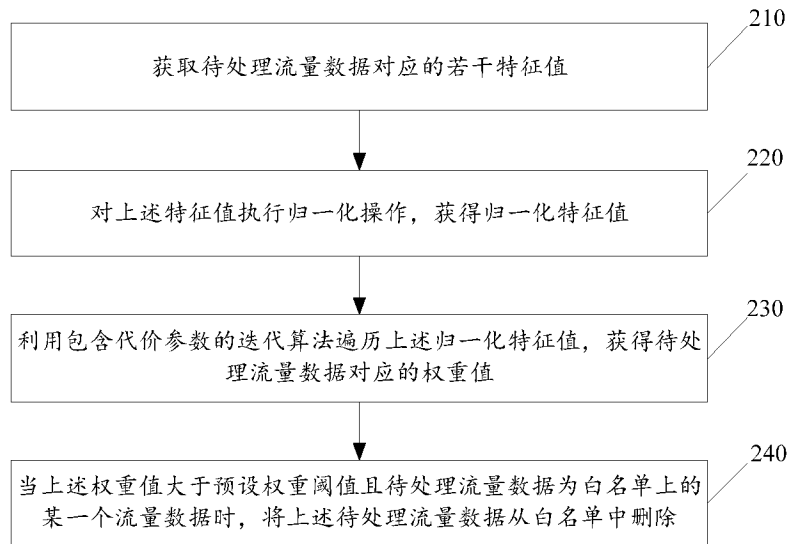 210
获取待处理流量数据对应的若干特征值
220
对上述特征值执行归一化操作，获得归一化特征值
230
利用包含代价参数的迭代算法遍历上述归一化特征值，获得待处
理流量数据对应的权重值
240
当上述权重值大于预设权重阈值且待处理流量数据为白名单上的
某一个流量数据时，将上述待处理流量数据从白名单中删除